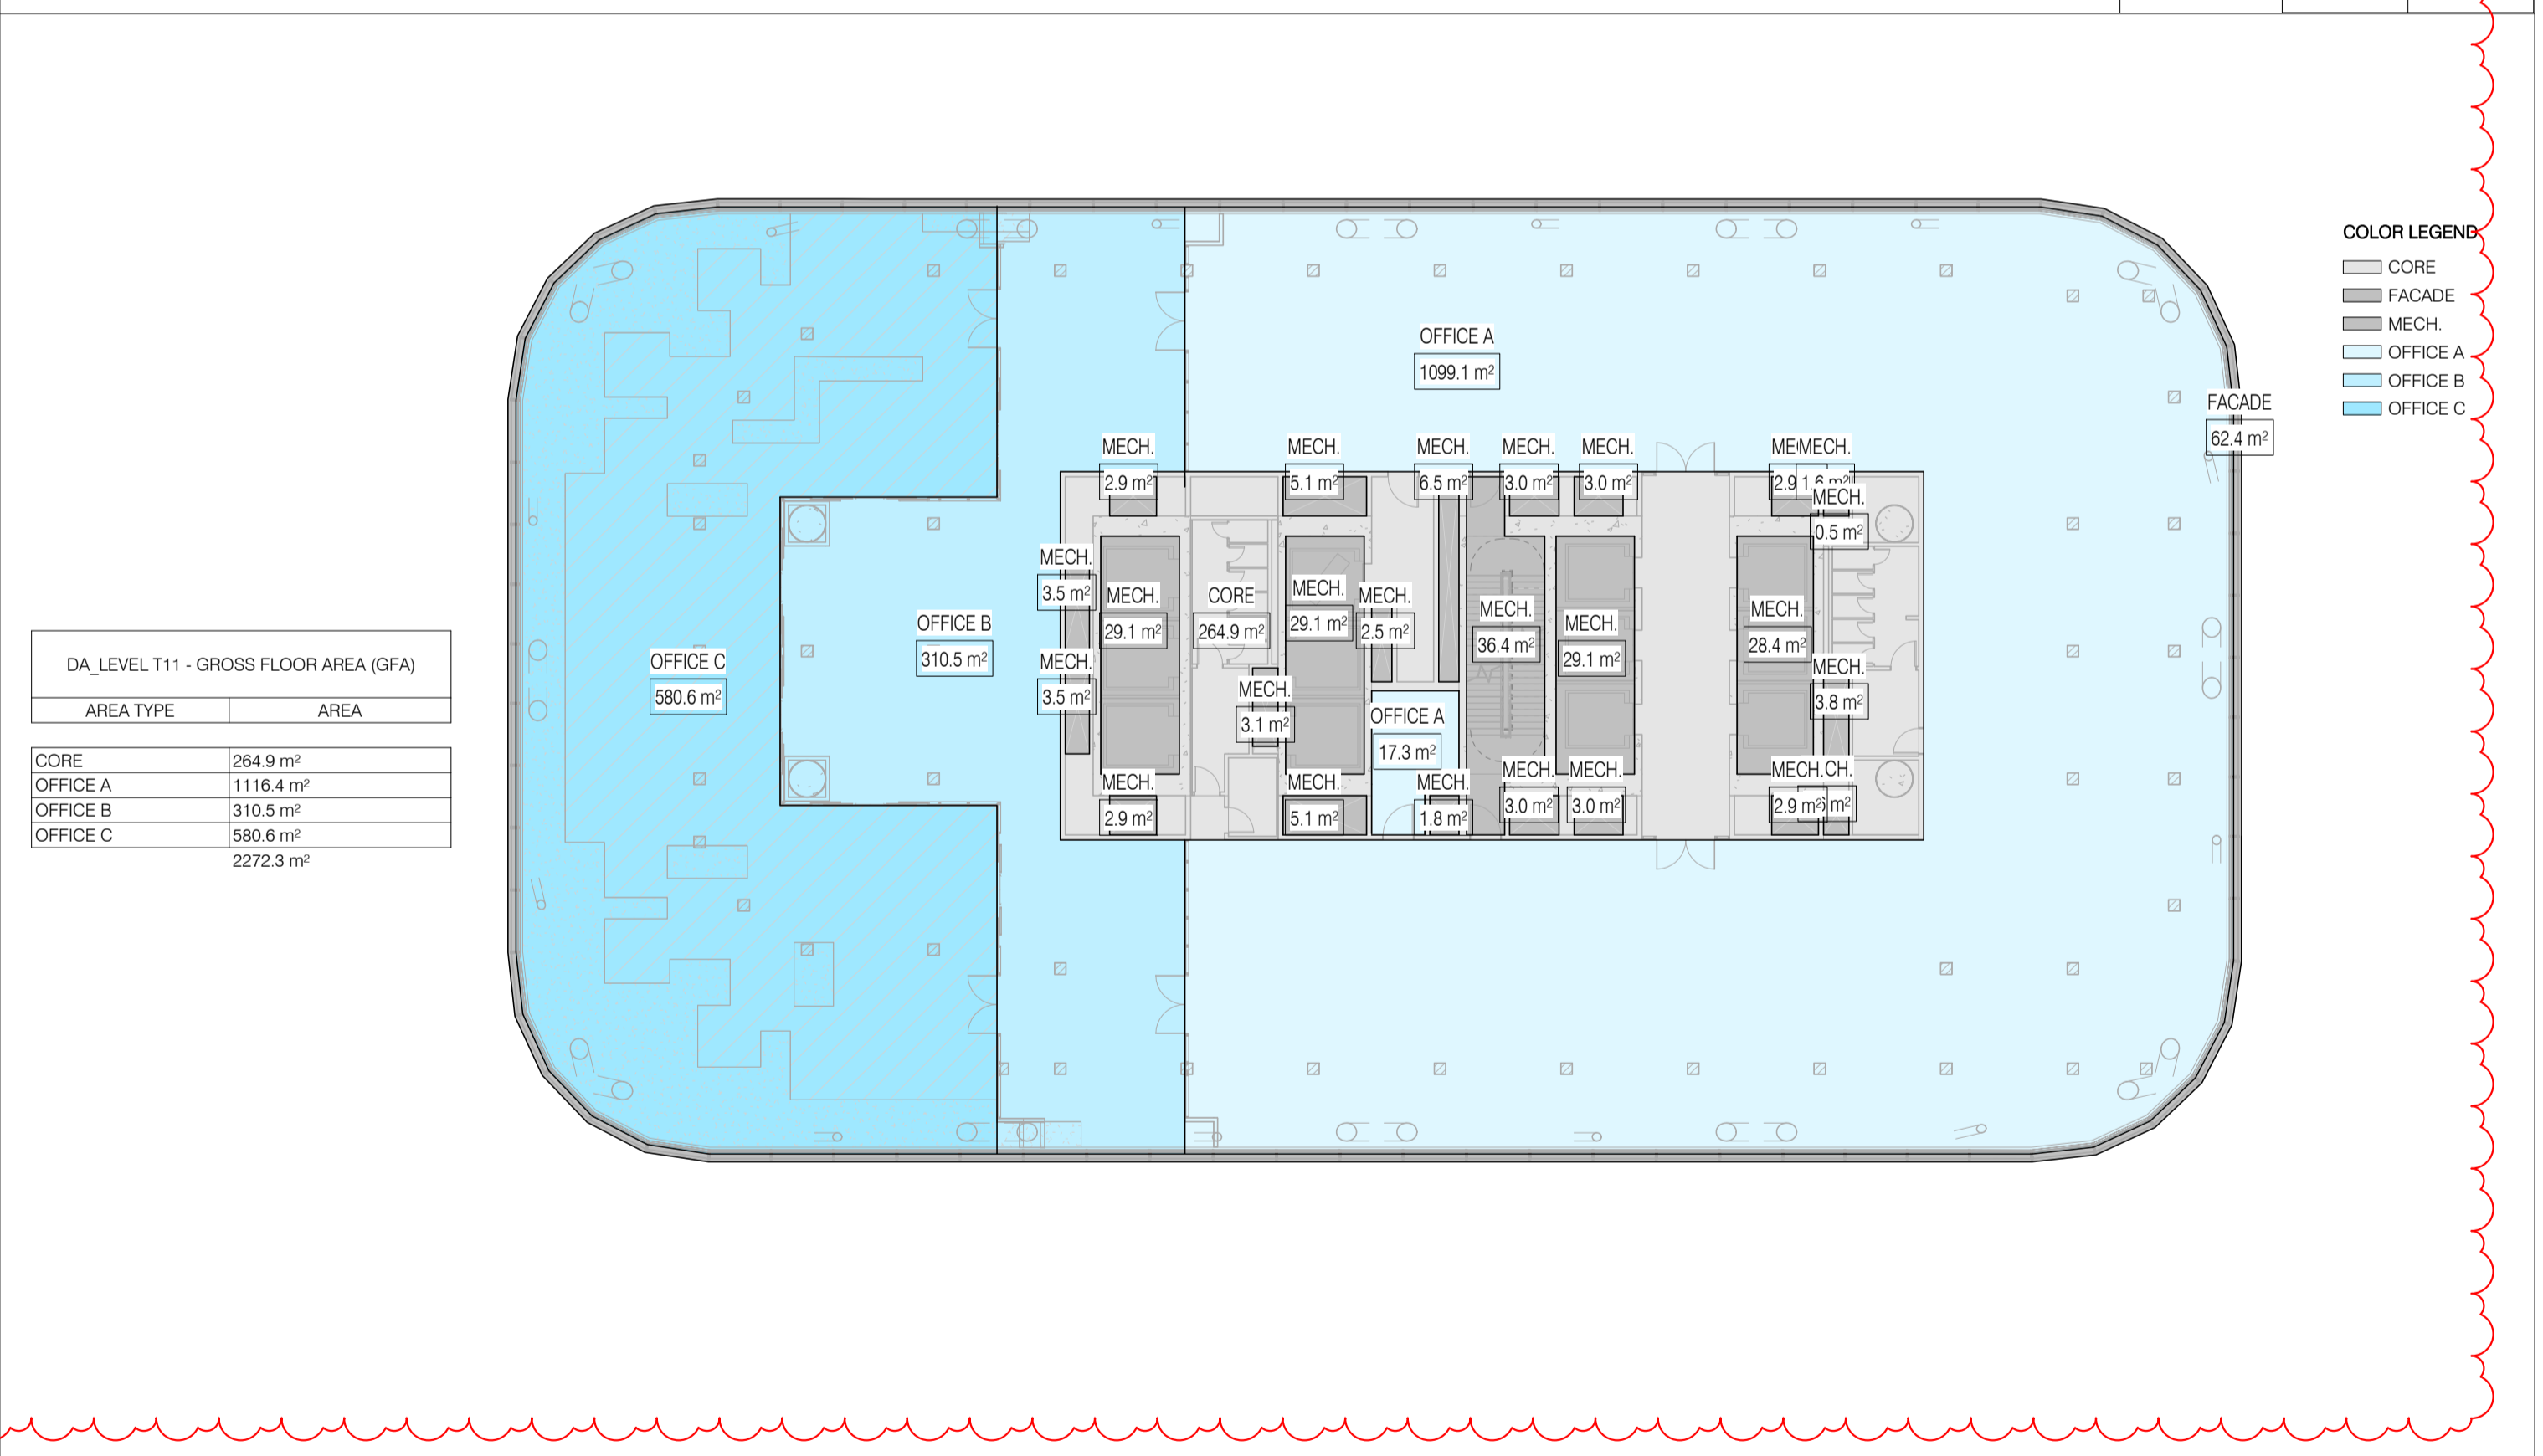 COLOR LEGEND
CORE
FACADE
MECH.
OFFICE A
OFFICE B
OFFICE C
OFFICE A
1099.1 m²
FACADE
62.4 m²
MECH.
2.9 m²
MECH.
5.1 m²
MECH.
6.5 m²
MECH.
3.0 m²
MECH.
3.0 m²
MECH.
2.9
1.6 m²
MECH.
0.5 m²
MECH.
3.5 m²
MECH.
29.1 m²
CORE
264.9 m²
MECH.
29.1 m²
MECH.
2.5 m²
MECH.
36.4 m²
MECH.
29.1 m²
MECH.
28.4 m²
OFFICE B
310.5 m²
OFFICE C
580.6 m²
MECH.
3.5 m²
MECH.
3.1 m²
OFFICE A
17.3 m²
MECH.
3.8 m²
MECH.
2.9 m²
MECH.
5.1 m²
MECH.
1.8 m²
MECH.
3.0 m²
MECH.
3.0 m²
MECH.
CH.
2.9 m²
m²
DA_LEVEL T11 - GROSS FLOOR AREA (GFA)
AREA TYPE AREA
CORE 264.9 m²
OFFICE A 1116.4 m²
OFFICE B 310.5 m²
OFFICE C 580.6 m²
2272.3 m²